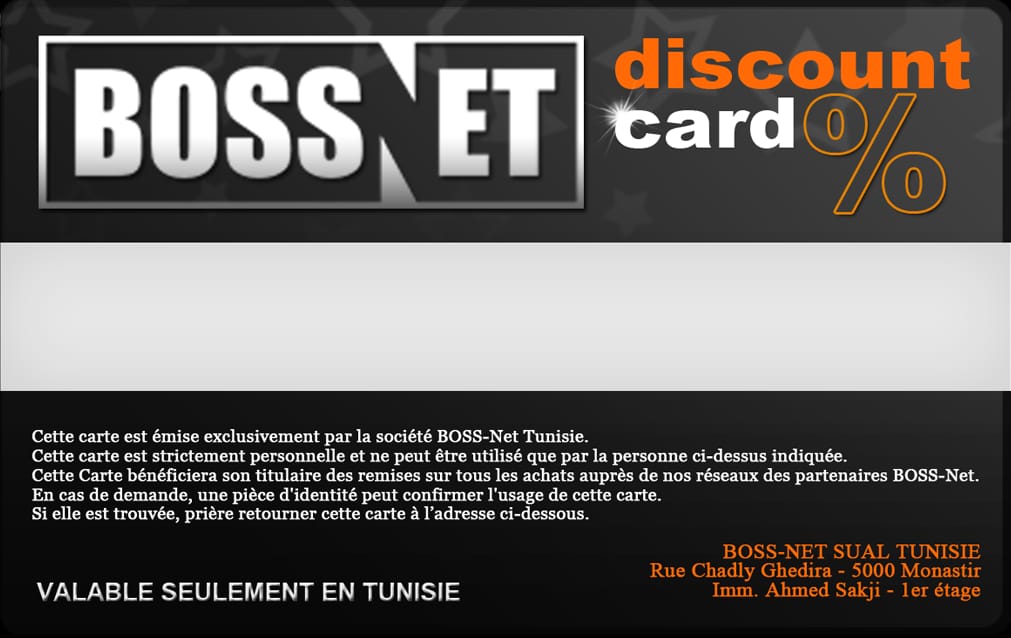 BOSSNET
discount
card %
Cette carte est émise exclusivement par la société BOSS-Net Tunisie.
Cette carte est strictement personnelle et ne peut être utilisé que par la personne ci-dessus indiquée.
Cette Carte bénéficiera son titulaire des remises sur tous les achats auprès de nos réseaux des partenaires BOSS-Net.
En cas de demande, une pièce d'identité peut confirmer l'usage de cette carte.
Si elle est trouvée, prière retourner cette carte à l’adresse ci-dessous.
BOSS-NET SUAL TUNISIE
Rue Chadly Ghedira - 5000 Monastir
Imm. Ahmed Sakji - 1er étage
VALABLE SEULEMENT EN TUNISIE